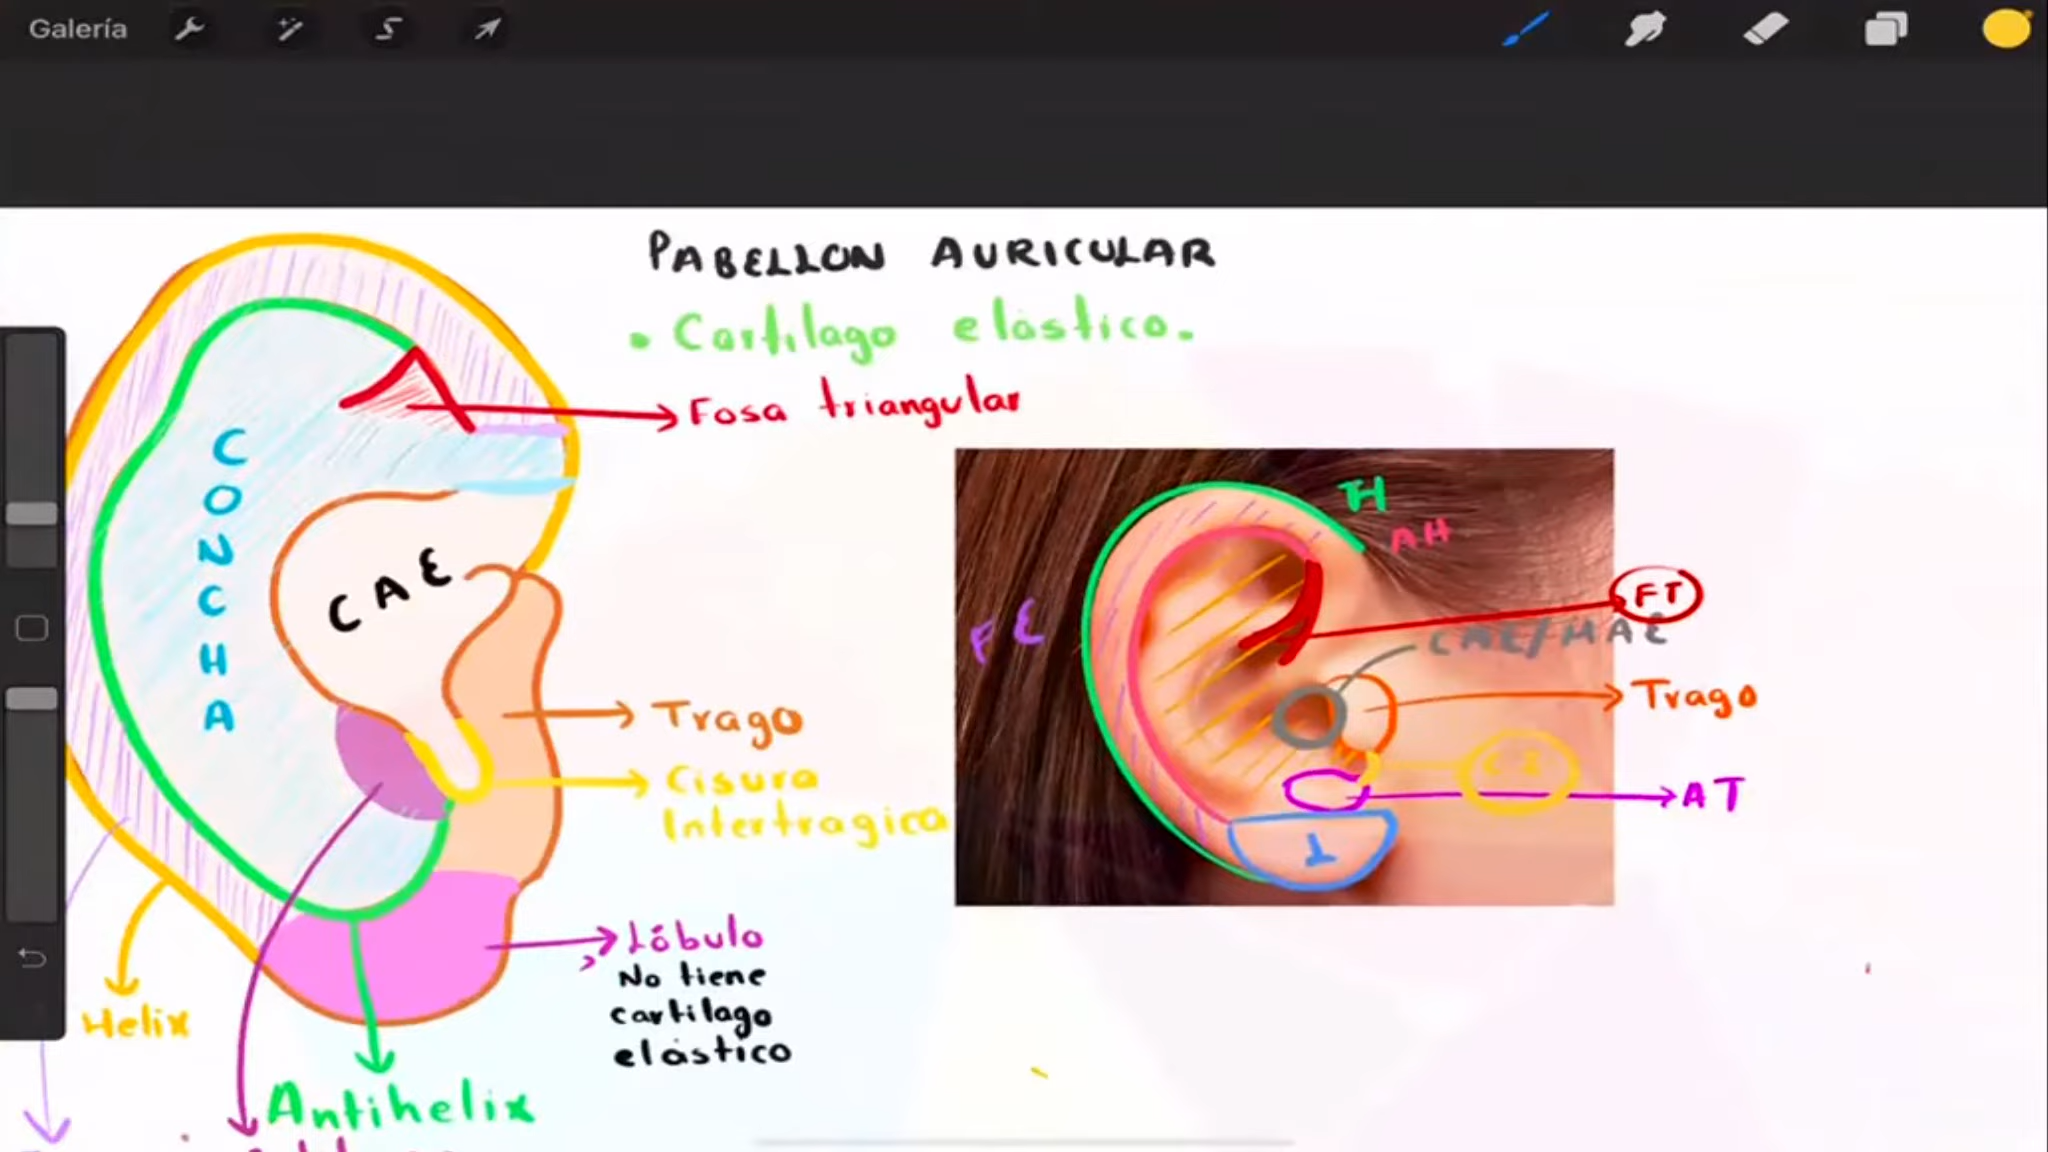 Galería
PABELLON AURICULAR
• Cartilago elástico.
Fosa triangular
CONCHA
CAE
Trago
Cisura
Intertragica
Lóbulo
No tiene
cartilago
elástico
Helix
Antihelix
H
AH
FE
FT
CAE/MAE
Trago
AT
L